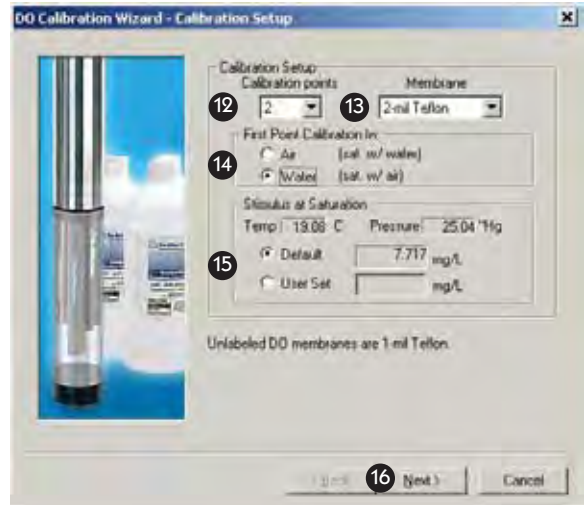 DO Calibration Wizard - Calibration Setup
Calibration Setup
Calibration points Membrane
12 2 13 2-mil Teflon
First Point Calibration In:
14 Air (sat. w/ water)
Water (sat. w/ air)
Stimulus at Saturation
Temp 19.08 C Pressure 25.04 "Hg
15 Default 7.717 mg/L
User Set mg/L
Unlabeled DO membranes are 1-mil Teflon.
< Back 16 Next > Cancel